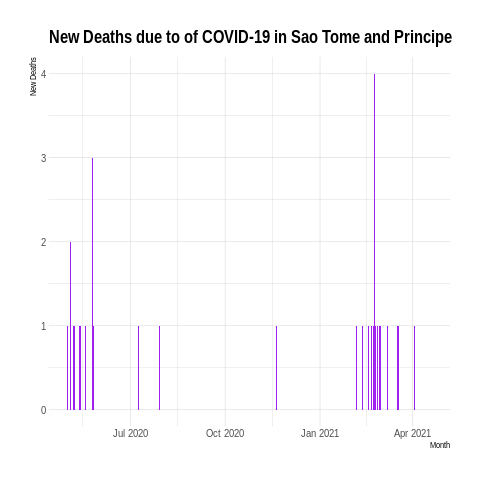 New Deaths due to of COVID-19 in Sao Tome and Principe
New Deaths
4
3
2
1
0
Jul 2020 Oct 2020 Jan 2021 Apr 2021
Month